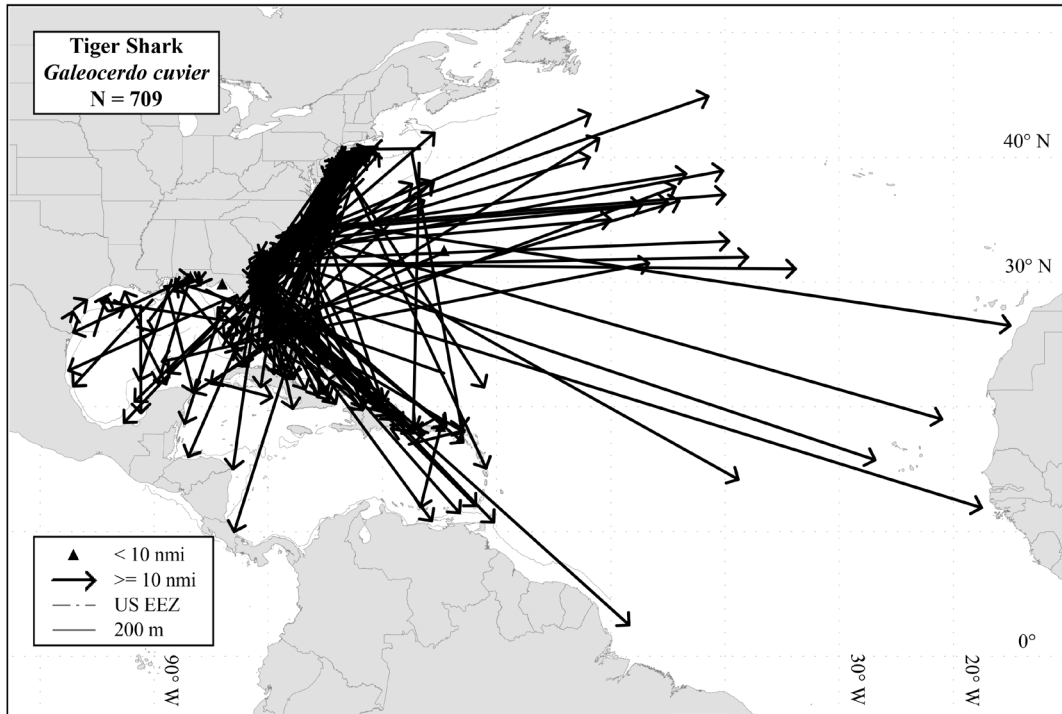 Tiger Shark
Galeocerdo cuvier
N = 709
40° N
30° N
< 10 nmi
>= 10 nmi
US EEZ
200 m
0°
90° W
30° W
20° W